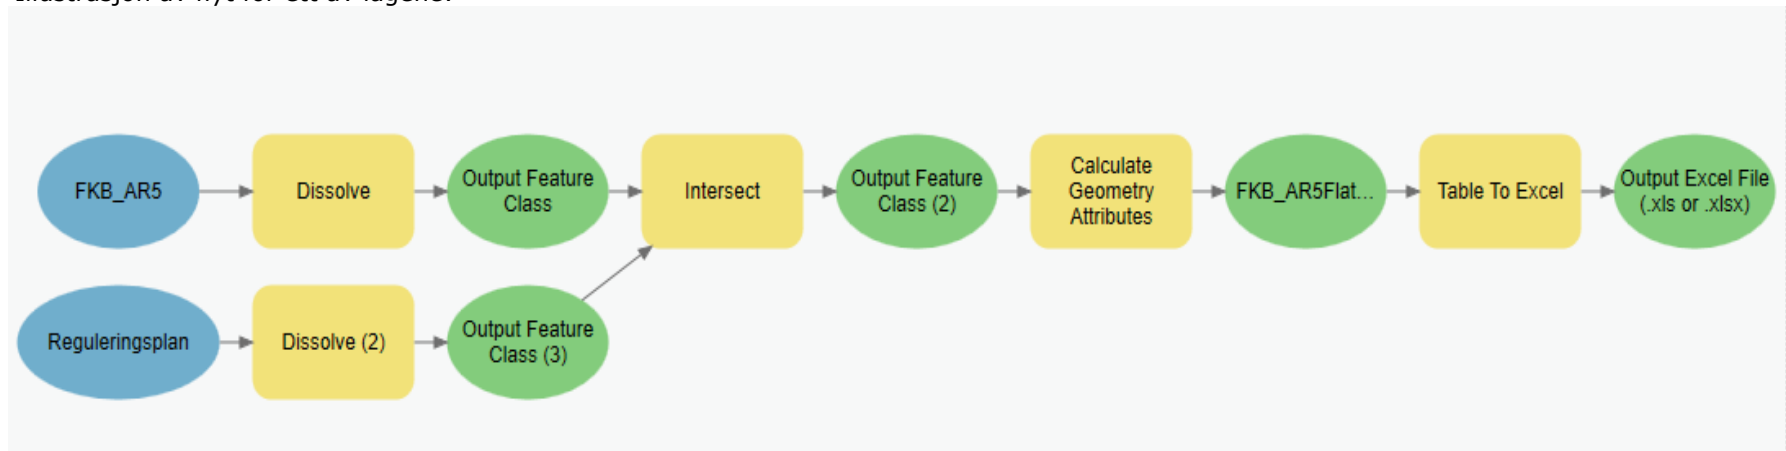 FKB_AR5
Dissolve
Output Feature
Class
Intersect
Output Feature
Class (2)
Calculate
Geometry
Attributes
FKB_AR5Flat...
Table To Excel
Output Excel File
(.xls or .xlsx)
Reguleringsplan
Dissolve (2)
Output Feature
Class (3)